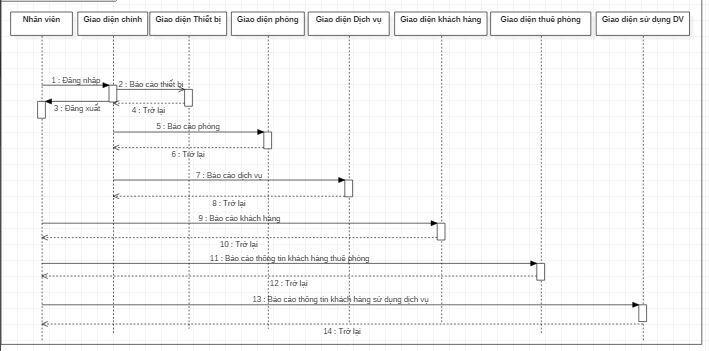 Nhân viên
Giao diện chính
Giao diện Thiết bị
Giao diện phòng
Giao diện Dịch vụ
Giao diện khách hàng
Giao diện thuê phòng
Giao diện sử dụng DV
1 : Đăng nhập
2 : Báo cáo thiết bị
3 : Đăng xuất
4 : Trở lại
5 : Báo cáo phòng
6 : Trở lại
7 : Báo cáo dịch vụ
8 : Trở lại
9 : Báo cáo khách hàng
10 : Trở lại
11 : Báo cáo thông tin khách hàng thuê phòng
12 : Trở lại
13 : Báo cáo thông tin khách hàng sử dụng dịch vụ
14 : Trở lại